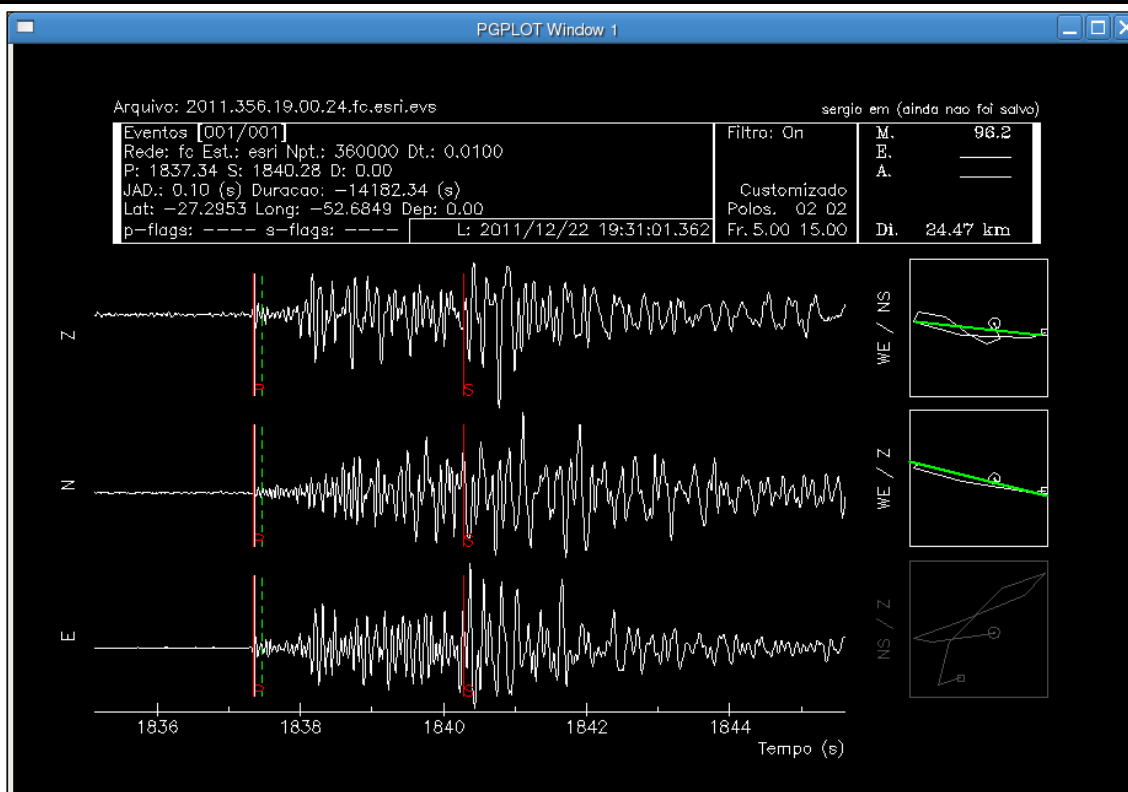 PGPLOT Window 1
Arquivo: 2011.356.19.00.24.fc.esri.evs
sergio em (ainda nao foi salvo)
Eventos [001/001]
Rede: fc Est.: esri Npt.: 360000 Dt.: 0.0100
P: 1837.34 S: 1840.28 D: 0.00
JAD.: 0.10 (s) Duracao: -14182.34 (s)
Lat: -27.2953 Long: -52.6849 Dep: 0.00
p-flags: ---- s-flags: ----
L: 2011/12/22 19:31:01.362
Filtro: On
Customizado
Polos. 02 02
Fr. 5.00 15.00
M. 96.2
E. ____
A. ____
Di. 24.47 km
Z
P
S
WE / NS
N
P
S
WE / Z
E
P
S
NS / Z
1836 1838 1840 1842 1844
Tempo (s)